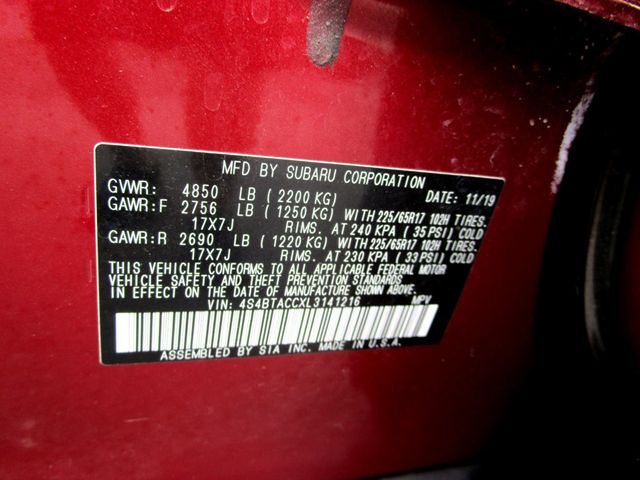 MFD BY SUBARU CORPORATION
GVWR: 4850 LB (2200 KG) DATE: 11/19
GAWR:F 2756 LB (1250 KG) WITH 225/65R17 102H TIRES.
17X7J RIMS. AT 240 KPA (35 PSI) COLD
GAWR:R 2690 LB (1220 KG) WITH 225/65R17 102H TIRES.
17X7J RIMS. AT 230 KPA (33 PSI) COLD
THIS VEHICLE CONFORMS TO ALL APPLICABLE FEDERAL MOTOR
VEHICLE SAFETY AND THEFT PREVENTION STANDARDS
IN EFFECT ON THE DATE OF MANUFACTURE SHOWN ABOVE.
VIN: 4S4BTACCXL3141216 MPV
ASSEMBLED BY SIA INC. MADE IN U.S.A.